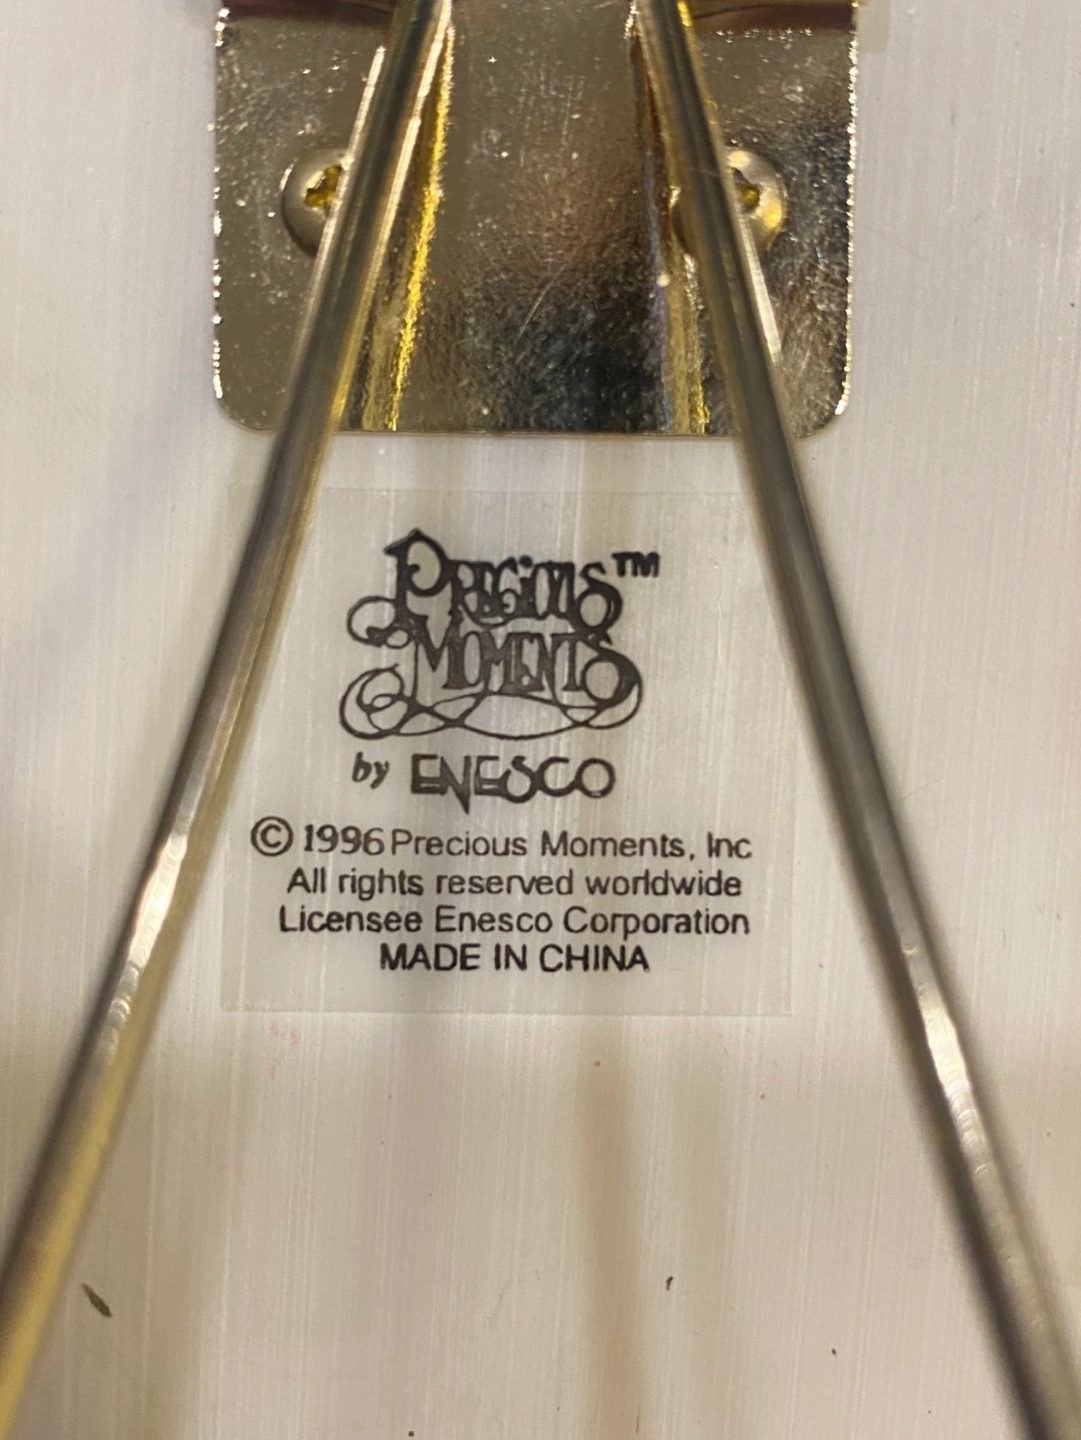 Precious™
Moments
by ENESCO
© 1996 Precious Moments, Inc
All rights reserved worldwide
Licensee Enesco Corporation
MADE IN CHINA